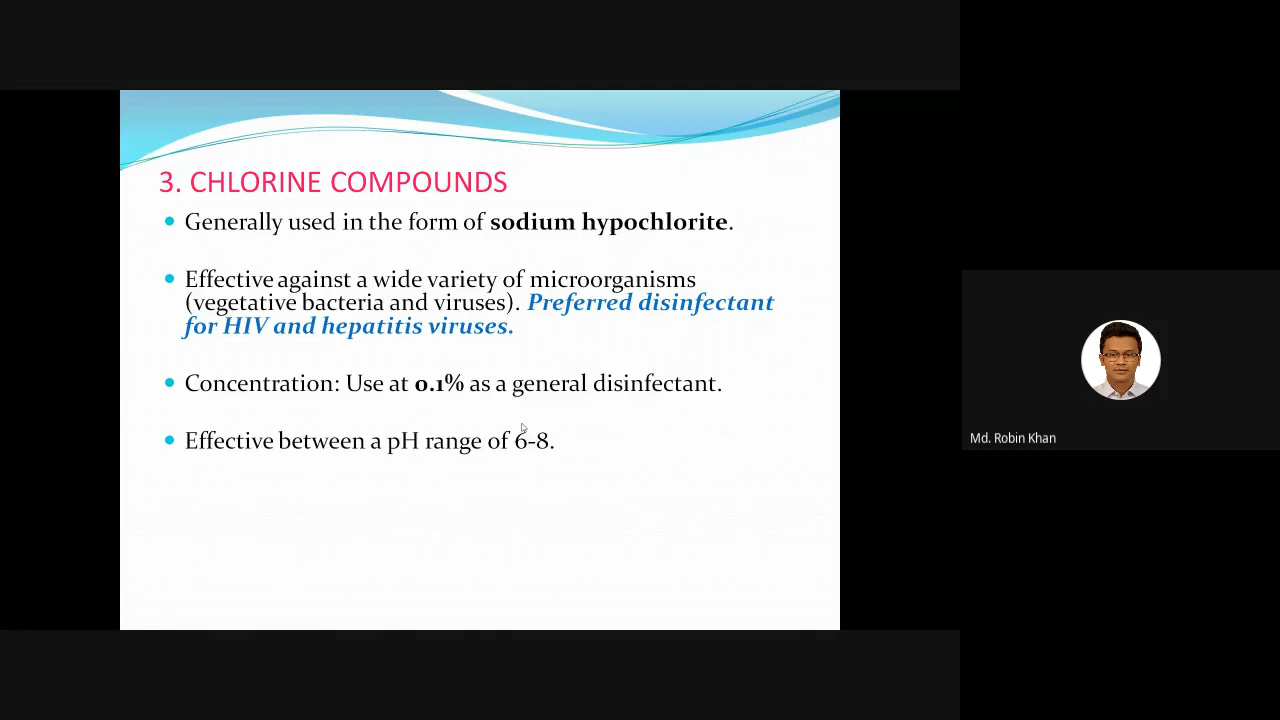 3. CHLORINE COMPOUNDS
Generally used in the form of sodium hypochlorite.
Effective against a wide variety of microorganisms
(vegetative bacteria and viruses). Preferred disinfectant
for HIV and hepatitis viruses.
Concentration: Use at 0.1% as a general disinfectant.
Effective between a pH range of 6-8.
Md. Robin Khan